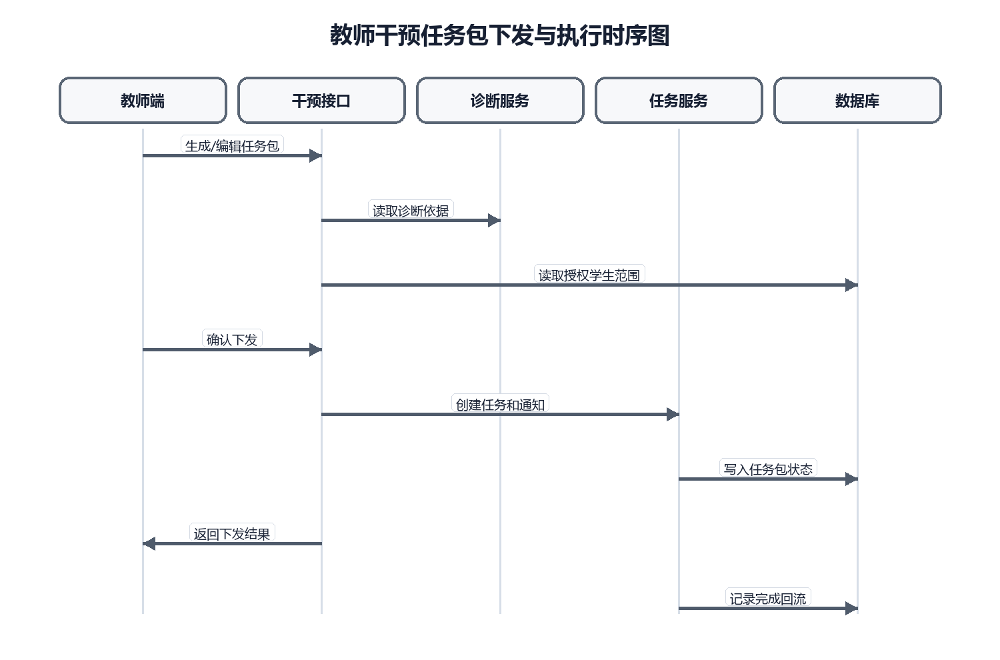 教师干预任务包下发与执行时序图
教师端
干预接口
诊断服务
任务服务
数据库
生成/编辑任务包
读取诊断依据
读取授权学生范围
确认下发
创建任务和通知
写入任务包状态
返回下发结果
记录完成回流